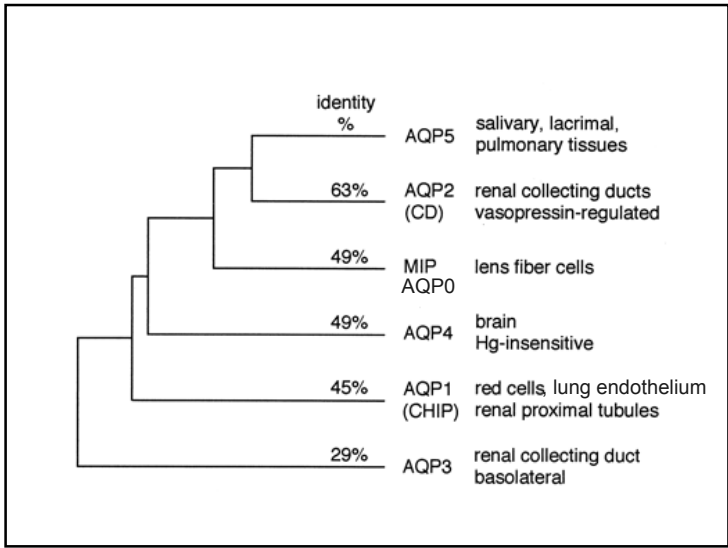 identity
%
AQP5 salivary, lacrimal,
pulmonary tissues
63% AQP2 renal collecting ducts
(CD) vasopressin-regulated
49% MIP lens fiber cells
AQP0
49% AQP4 brain
Hg-insensitive
45% AQP1 red cells, lung endothelium
(CHIP) renal proximal tubules
29% AQP3 renal collecting duct
basolateral